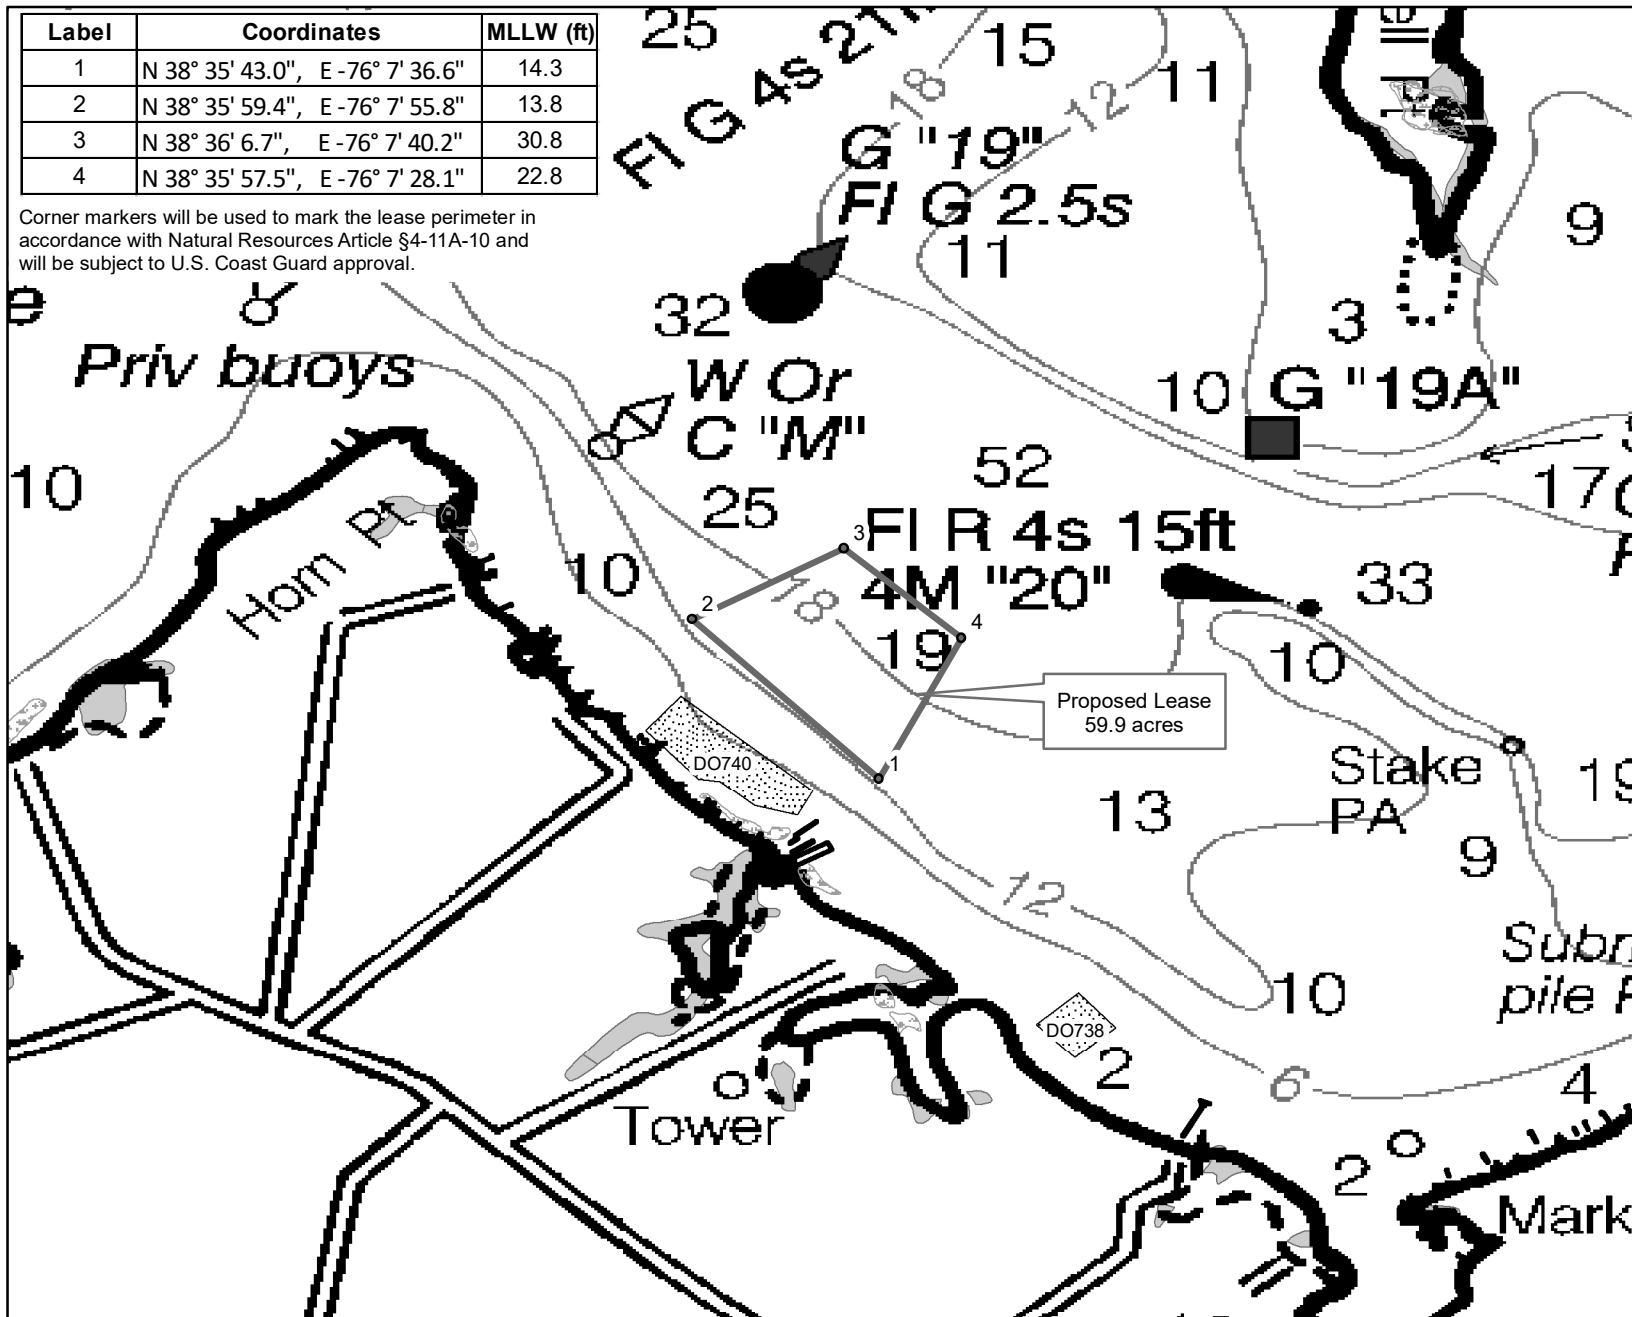 Label Coordinates MLLW (ft)
1 N 38° 35' 43.0", E -76° 7' 36.6" 14.3
2 N 38° 35' 59.4", E -76° 7' 55.8" 13.8
3 N 38° 36' 6.7", E -76° 7' 40.2" 30.8
4 N 38° 35' 57.5", E -76° 7' 28.1" 22.8
Corner markers will be used to mark the lease perimeter in
accordance with Natural Resources Article §4-11A-10 and
will be subject to U.S. Coast Guard approval.
25
Fl G 4s 21
15
18
12
11
G "19"
Fl G 2.5s
11
9
32
3
e
Priv buoys
W Or
C "M"
10
G "19A"
10
52
25
17
Horn Pt
10
3
Fl R 4s 15ft
4M "20"
33
2
18
4
19
10
Proposed Lease
59.9 acres
DO740
1
Stake
PA
19
13
9
12
10
Subm
pile P
DO738
2
6
4
Tower
2
Mark